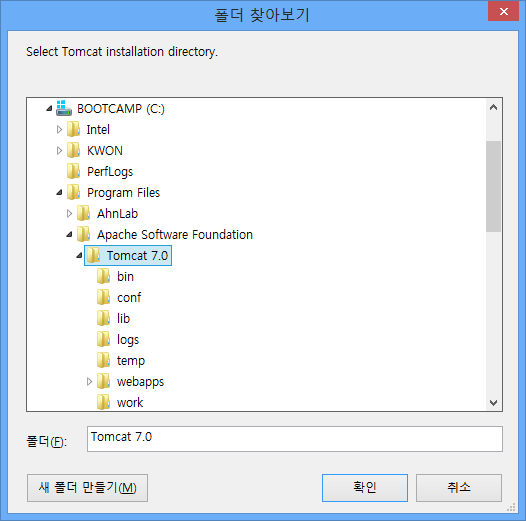 폴더 찾아보기
Select Tomcat installation directory.
BOOTCAMP (C:)
Intel
KWON
PerfLogs
Program Files
AhnLab
Apache Software Foundation
Tomcat 7.0
bin
conf
lib
logs
temp
webapps
work
폴더(F): Tomcat 7.0
새 폴더 만들기(M) 확인 취소